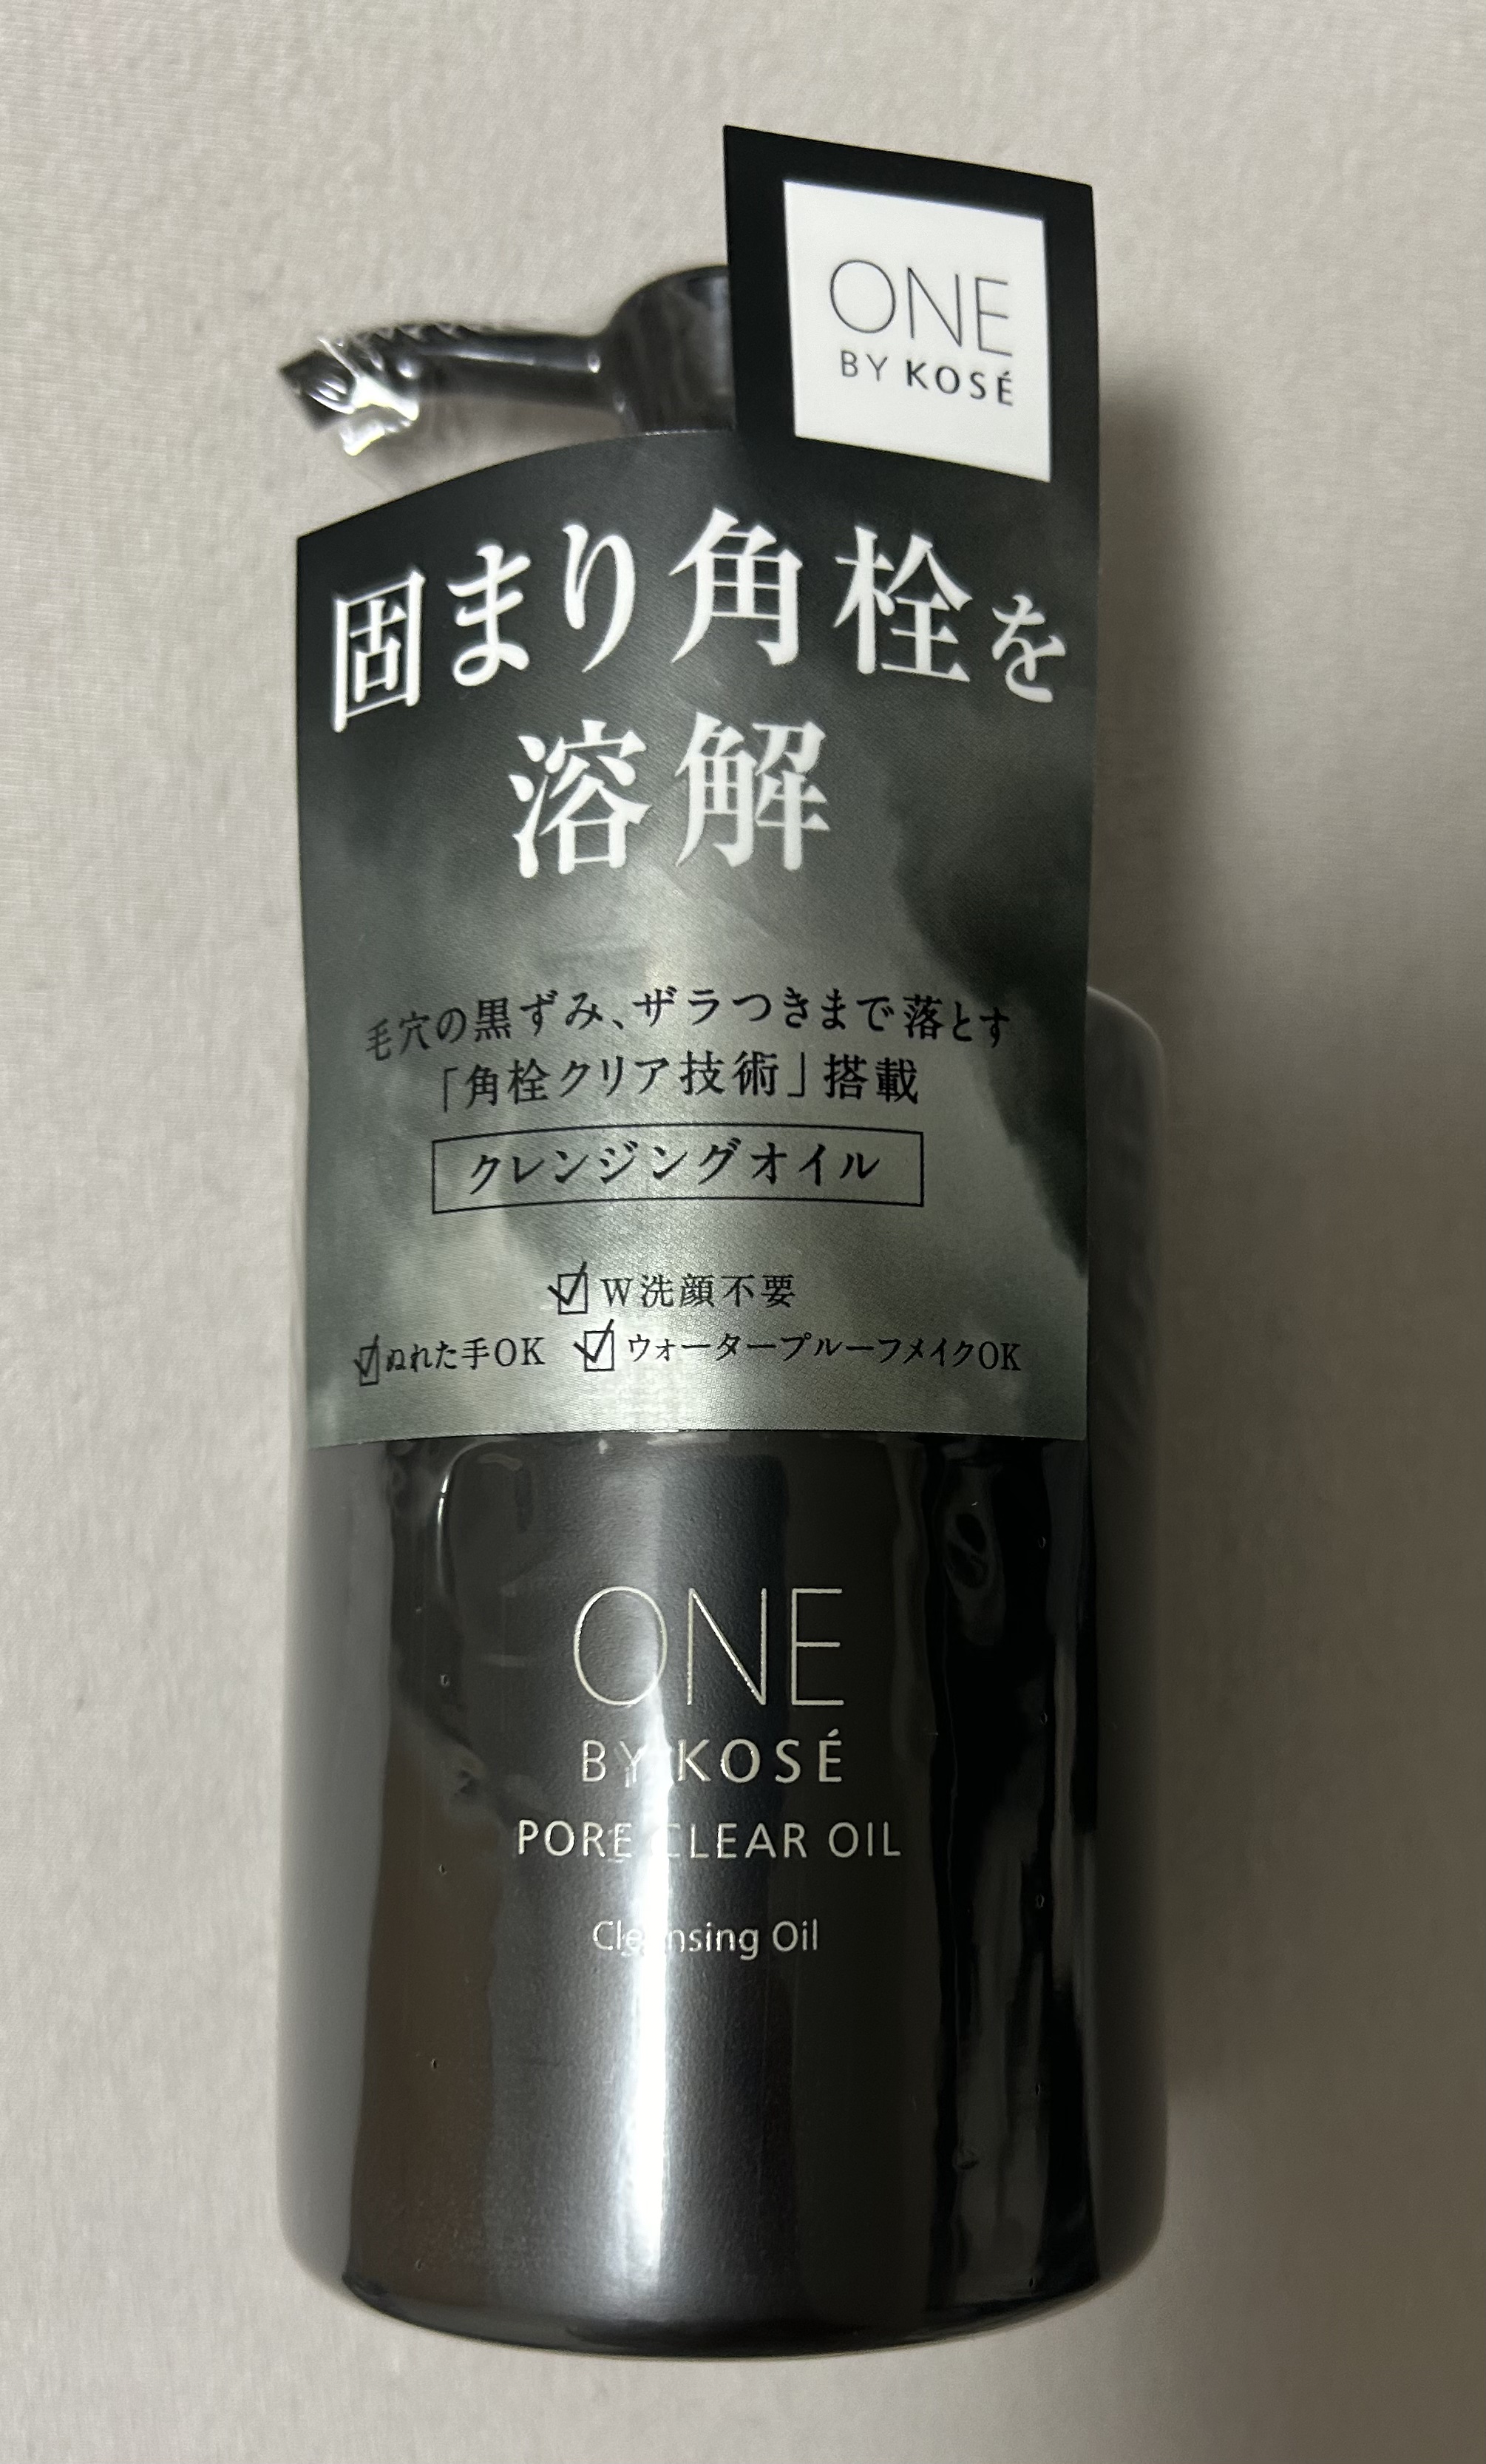 ONE
BY KOSÉ
固まり角栓を
溶解
毛穴の黒ずみ、ザラつきまで落とす
「角栓クリア技術」搭載
クレンジングオイル
W洗顔不要
ぬれた手OK ウォータープルーフメイクOK
ONE
BY KOSÉ
PORE CLEAR OIL
Cleansing Oil